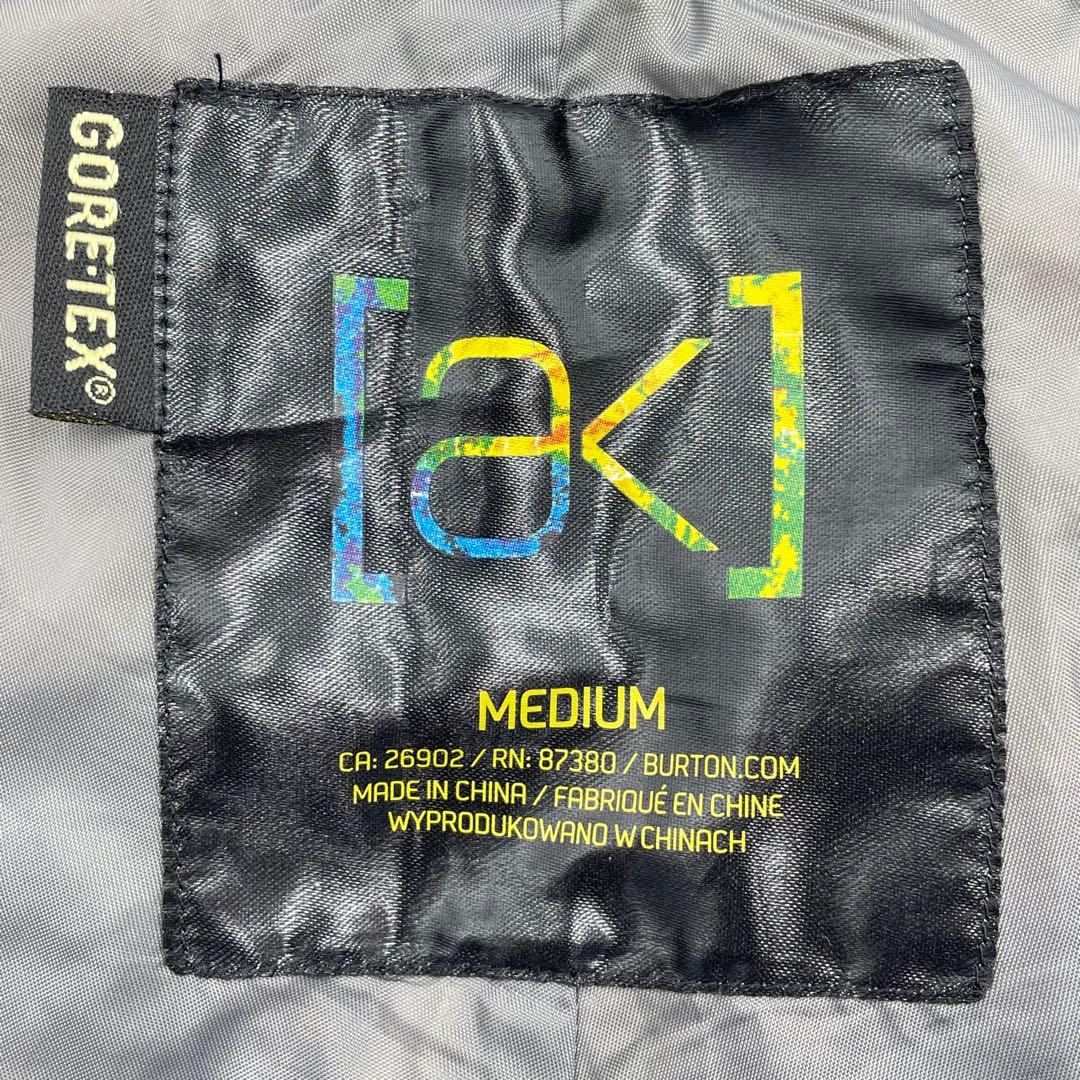 GORE-TEX®
[ak]
MEDIUM
CA: 26902 / RN: 87380 / BURTON.COM
MADE IN CHINA / FABRIQUÉ EN CHINE
WYPRODUKOWANO W CHINACH